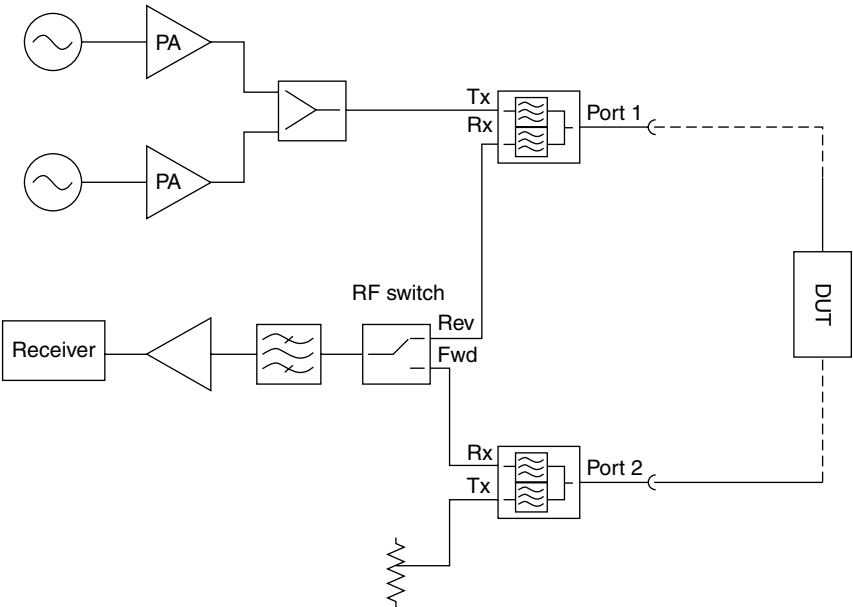 PA
Tx
Rx
Port 1
PA
RF switch
Rev
Fwd
Receiver
DUT
Rx
Tx
Port 2